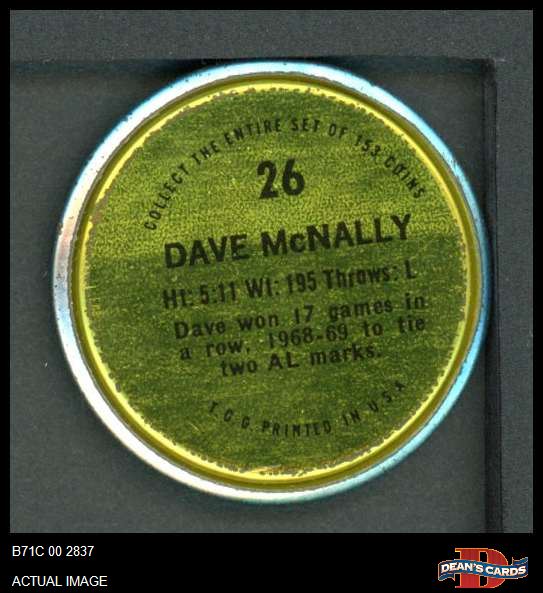 COLLECT THE ENTIRE SET OF 153 COINS
26
DAVE McNALLY
Ht: 5:11 Wt: 195 Throws: L
Dave won 17 games in
a row, 1968-69 to tie
two AL marks.
T.C.G. PRINTED IN U.S.A.
B71C 00 2837
ACTUAL IMAGE
D
DEAN'S CARDS